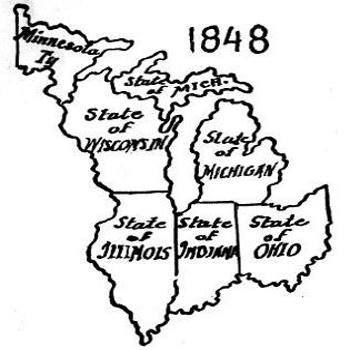 1848
Minnesota
Ty
State
of MICH.
State
of
WISCONSIN
State
of
MICHIGAN
State
of
ILLINOIS
State
of
INDIANA
State
of
OHIO